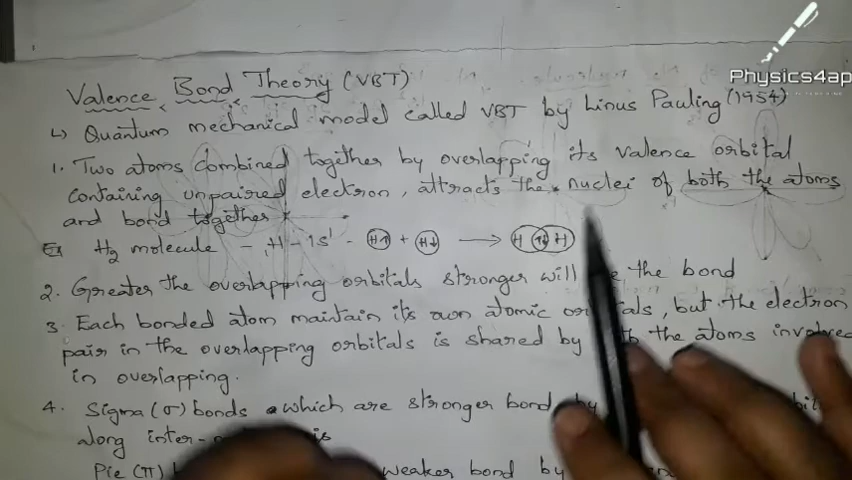 Physics4ap
Valence Bond Theory (VBT)
↳ Quantum mechanical model called VBT by Linus Pauling (1954)
1. Two atoms combined together by overlapping its valence orbital
containing unpaired electron, attracts the nuclei of both the atoms
and bond together
Ex H₂ molecule - ₁H - 1s¹ - H↑ + H↓ → H ↑↓ H
2. Greater the overlapping orbitals stronger will the bond
3. Each bonded atom maintain its own atomic orbitals, but the electron
pair in the overlapping orbitals is shared by the atoms involved
in overlapping.
4. Sigma (σ) bonds which are stronger bond by
along inter-
Pie (π) weaker bond by